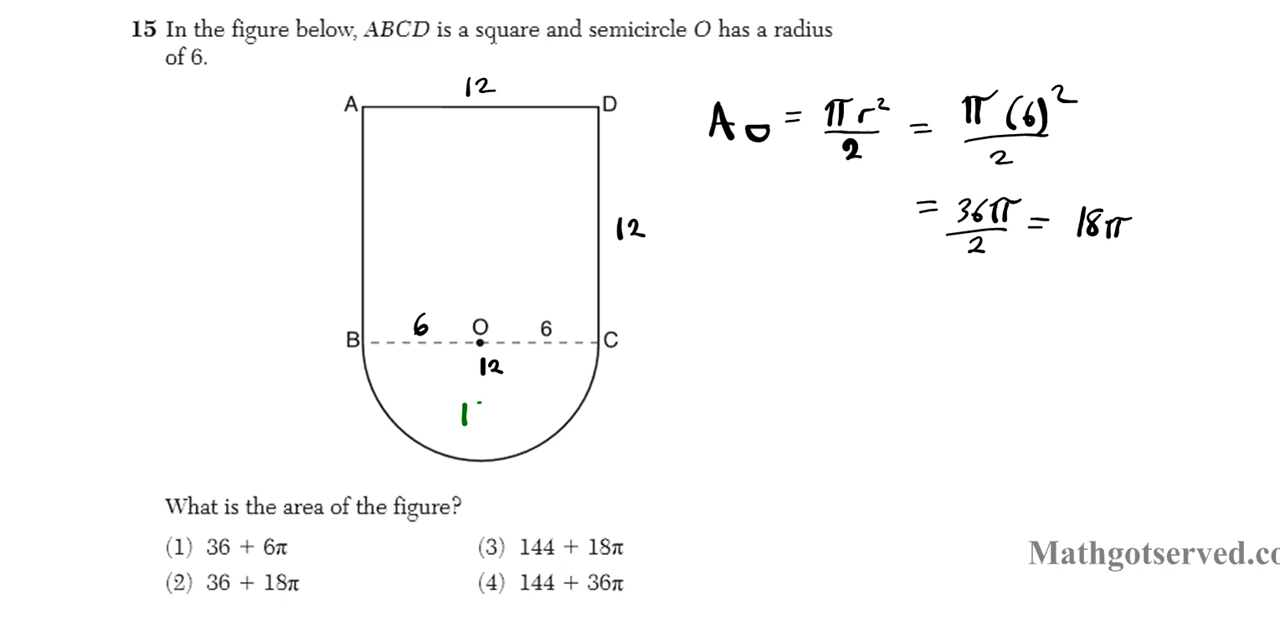 15 In the figure below, ABCD is a square and semicircle O has a radius
of 6.
12
A D
A = πr²/2 = π(6)²/2
= 36π/2 = 18π
12
6 O 6
B C
12
What is the area of the figure?
(1) 36 + 6π (3) 144 + 18π
(2) 36 + 18π (4) 144 + 36π
Mathgotserved.co